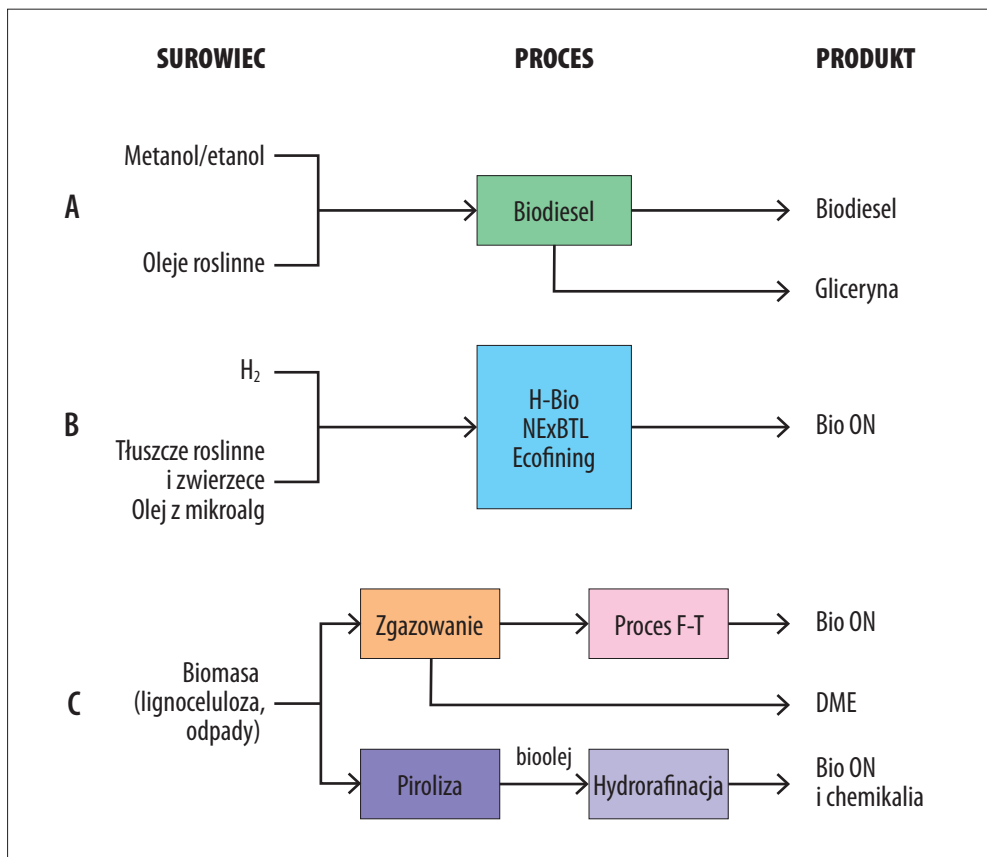 SUROWIEC
PROCES
PRODUKT
A
Metanol/etanol
Oleje roslinne
Biodiesel
Biodiesel
Gliceryna
B
H₂
Tłuszcze roslinne
i zwierzece
Olej z mikroalg
H-Bio
NExBTL
Ecofining
Bio ON
C
Biomasa
(lignoceluloza,
odpady)
Zgazowanie
Proces F-T
Bio ON
DME
Piroliza
bioolej
Hydrorafinacja
Bio ON
i chemikalia